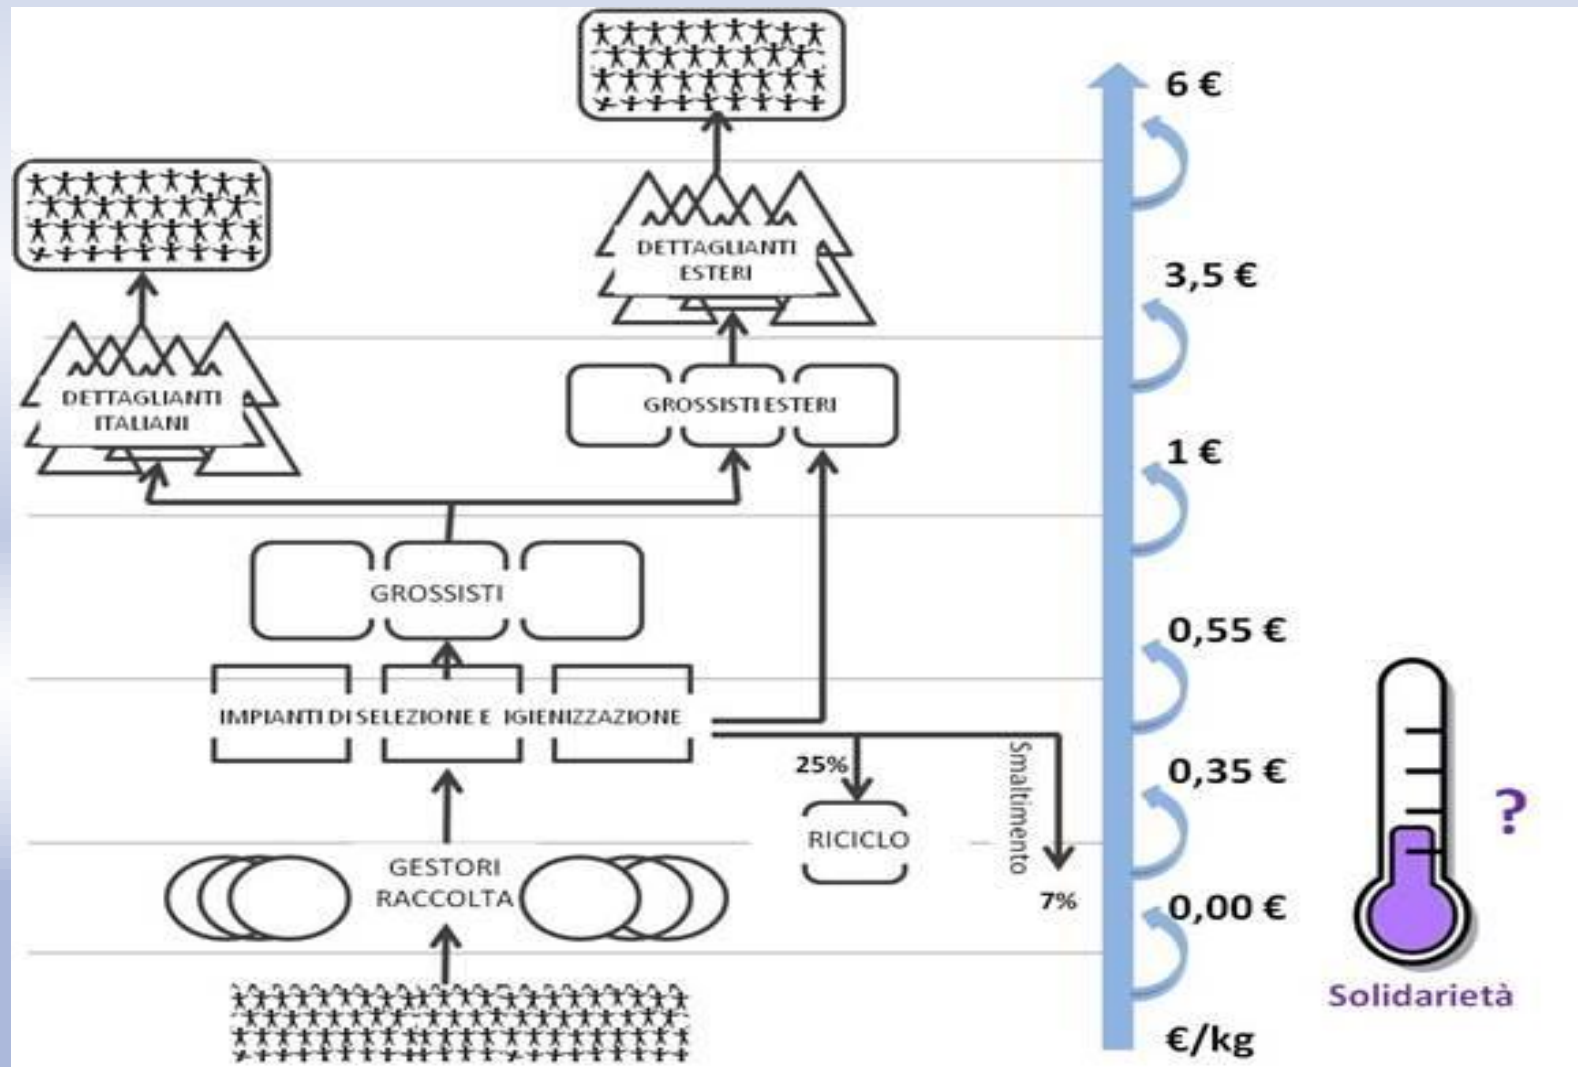 6 €
DETTAGLIANTI
ESTERI
3,5 €
DETTAGLIANTI
ITALIANI
GROSSISTI ESTERI
1 €
GROSSISTI
0,55 €
IMPIANTI DI SELEZIONE E IGIENIZZAZIONE
25%
Smaltimento
0,35 €
?
RICICLO
GESTORI
RACCOLTA
7%
0,00 €
Solidarietà
€/kg